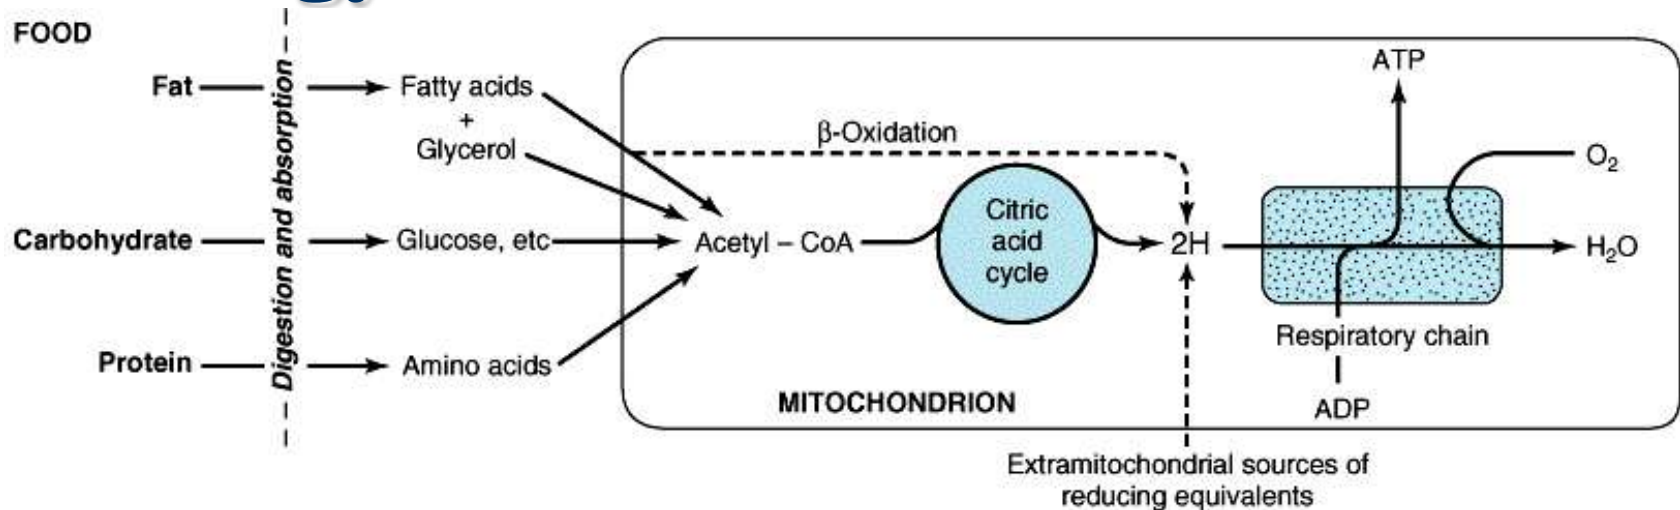 FOOD
Fat
Digestion and absorption
Fatty acids
+
Glycerol
β-Oxidation
ATP
O₂
Carbohydrate
Glucose, etc
Acetyl – CoA
Citric
acid
cycle
2H
H₂O
Respiratory chain
Protein
Amino acids
MITOCHONDRION
ADP
Extramitochondrial sources of
reducing equivalents